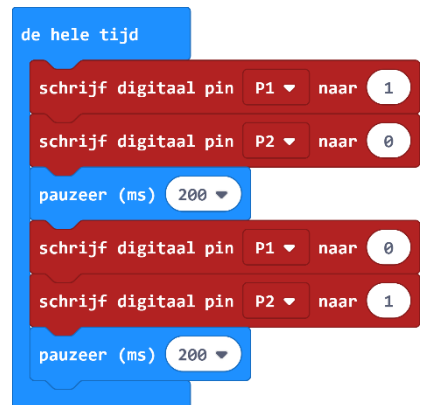 de hele tijd
schrijf digitaal pin P1 naar 1
schrijf digitaal pin P2 naar 0
pauzeer (ms) 200
schrijf digitaal pin P1 naar 0
schrijf digitaal pin P2 naar 1
pauzeer (ms) 200